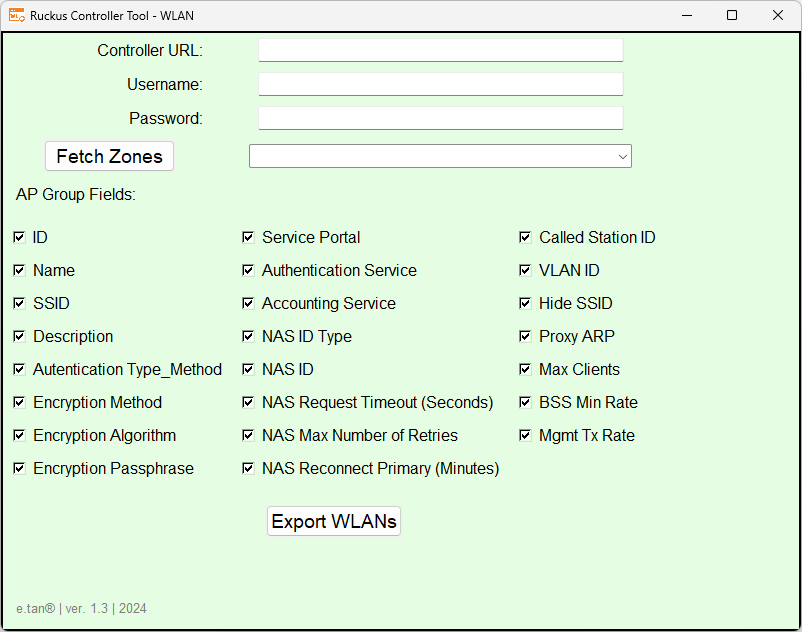 Ruckus Controller Tool - WLAN
Controller URL:
Username:
Password:
Fetch Zones
AP Group Fields:
ID Service Portal Called Station ID
Name Authentication Service VLAN ID
SSID Accounting Service Hide SSID
Description NAS ID Type Proxy ARP
Autentication Type_Method NAS ID Max Clients
Encryption Method NAS Request Timeout (Seconds) BSS Min Rate
Encryption Algorithm NAS Max Number of Retries Mgmt Tx Rate
Encryption Passphrase NAS Reconnect Primary (Minutes)
Export WLANs
e.tan® | ver. 1.3 | 2024